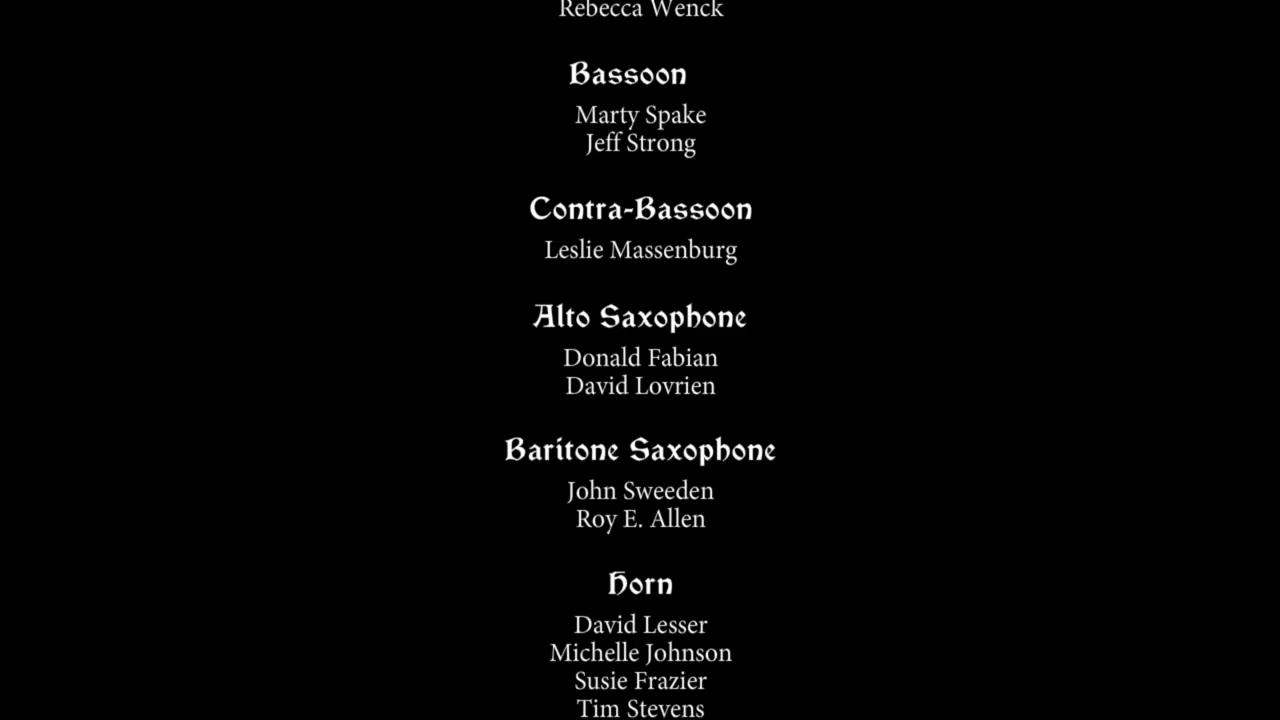 Rebecca Wenck
Bassoon
Marty Spake
Jeff Strong
Contra-Bassoon
Leslie Massenburg
Alto Saxophone
Donald Fabian
David Lovrien
Baritone Saxophone
John Sweeden
Roy E. Allen
Horn
David Lesser
Michelle Johnson
Susie Frazier
Tim Stevens